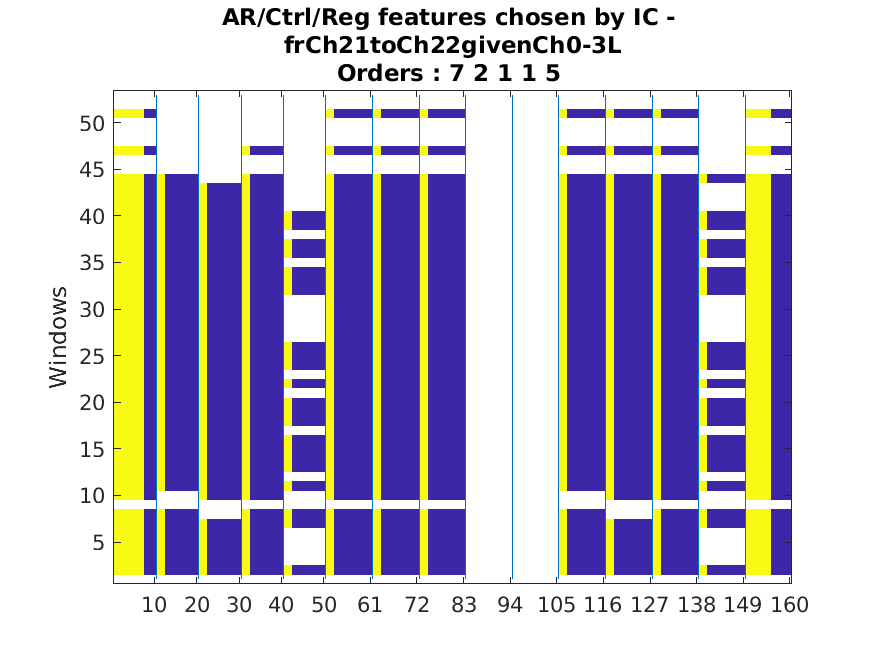 AR/Ctrl/Reg features chosen by IC -
frCh21toCh22givenCh0-3L
Orders : 7 2 1 1 5
Windows
50
45
40
35
30
25
20
15
10
5
10 20 30 40 50 61 72 83 94 105 116 127 138 149 160